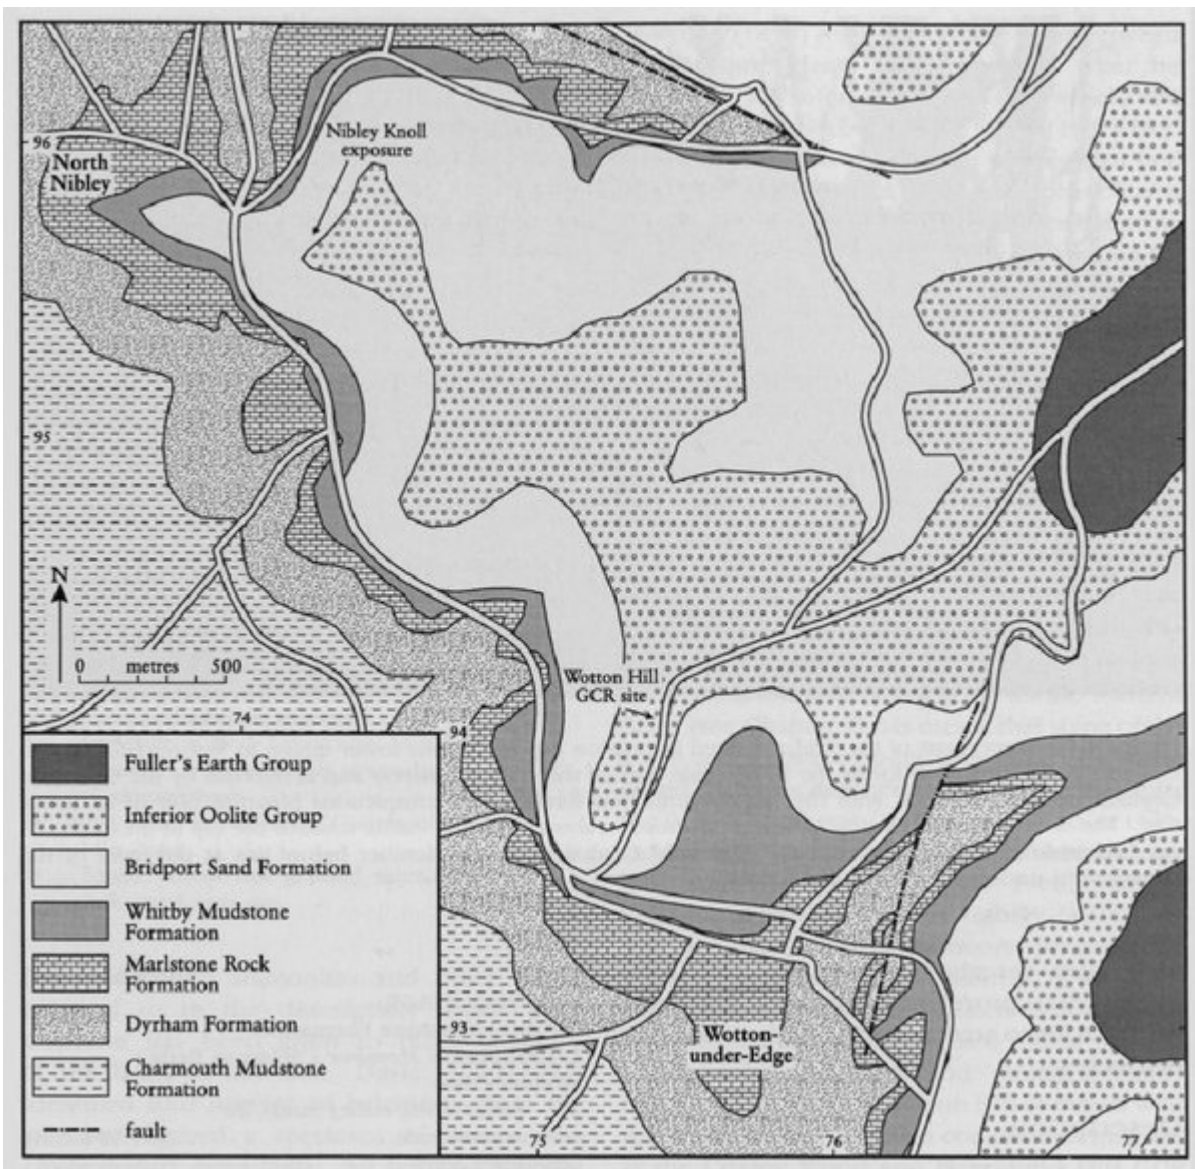 96
North
Nibley
Nibley Knoll
exposure
95
N
0 metres 500
74
Wotton Hill
GCR site
94
Fuller's Earth Group
Inferior Oolite Group
Bridport Sand Formation
Whitby Mudstone
Formation
Marlstone Rock
Formation
Dyrham Formation
Charmouth Mudstone
Formation
fault
93
Wotton-
under-Edge
75
76
77